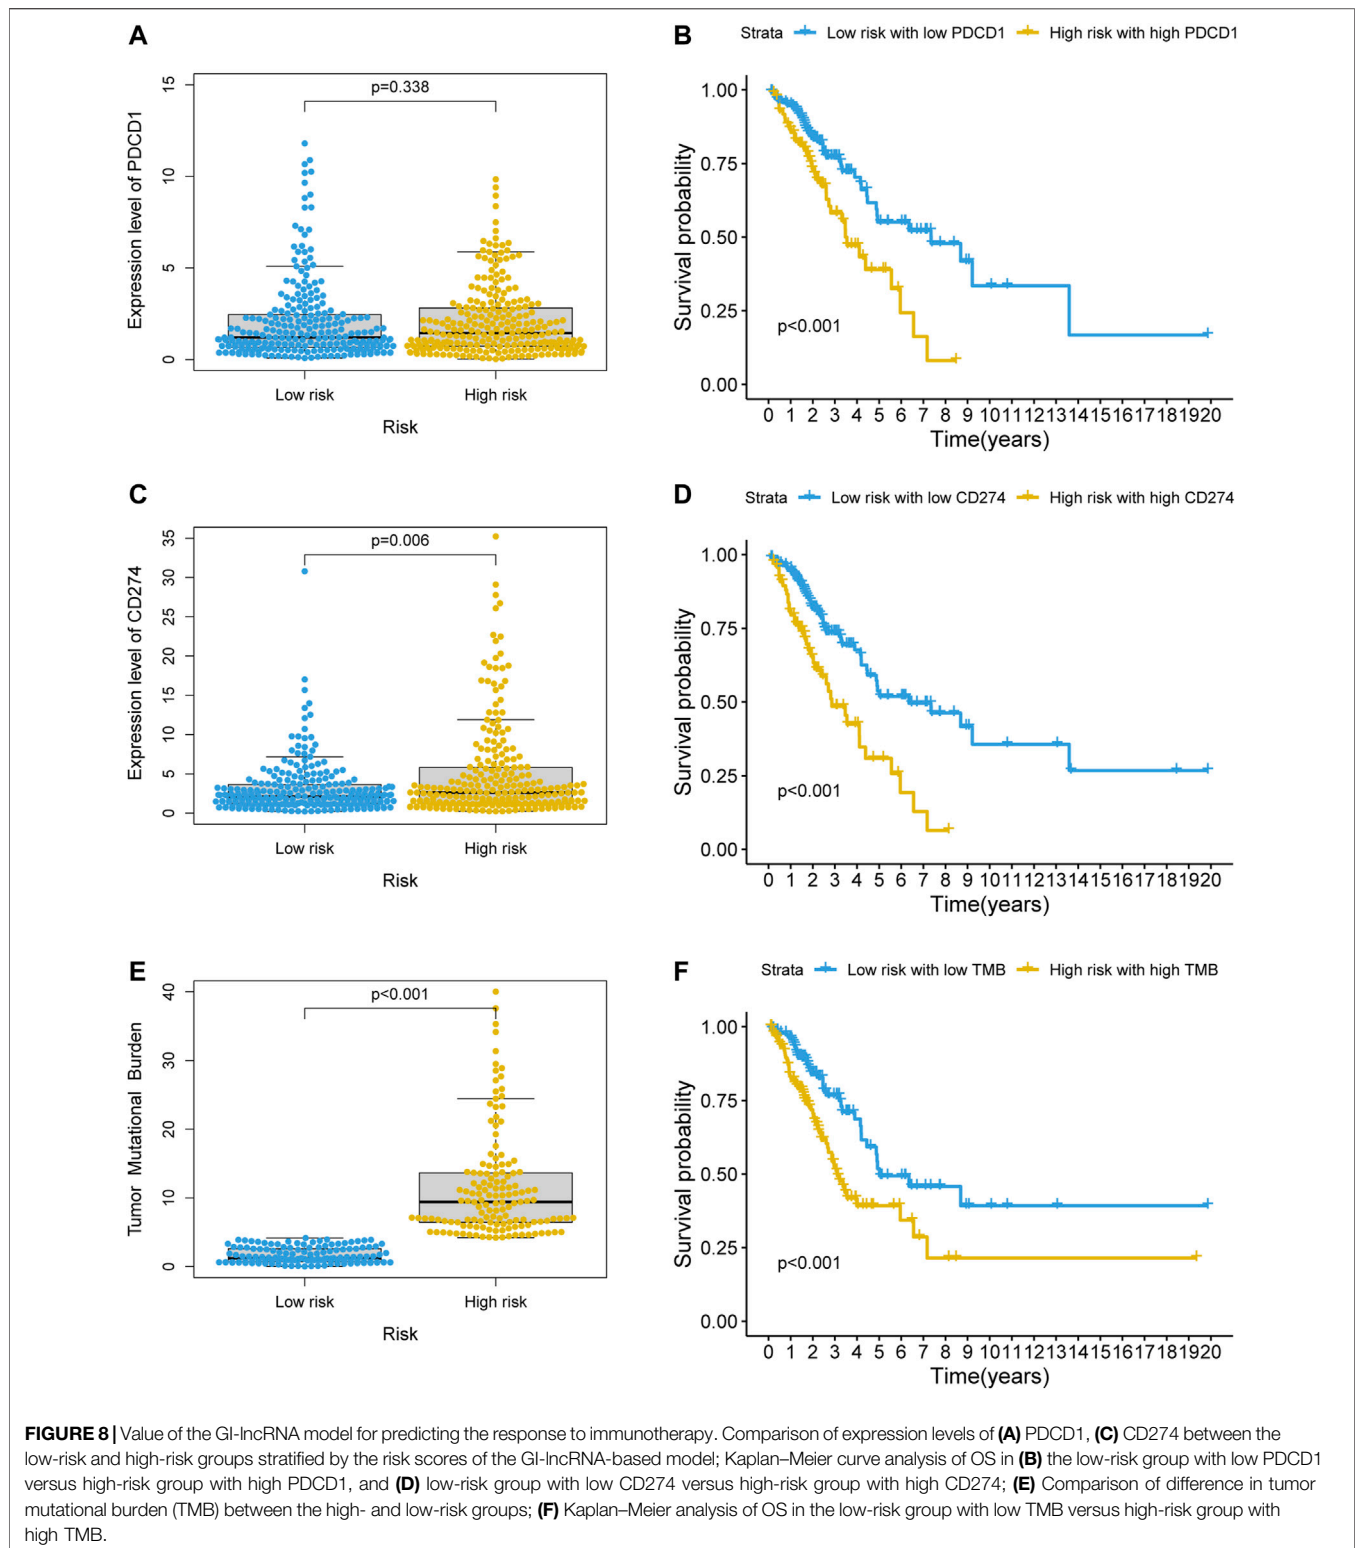 A
Expression level of PDCD1
15
10
5
0
p=0.338
Low risk
High risk
Risk
B
Strata Low risk with low PDCD1 High risk with high PDCD1
Survival probability
1.00
0.75
0.50
0.25
0.00
p<0.001
0 1 2 3 4 5 6 7 8 9 10 11 12 13 14 15 16 17 18 19 20
Time(years)
C
Expression level of CD274
35
30
25
20
15
10
5
0
p=0.006
Low risk
High risk
Risk
D
Strata Low risk with low CD274 High risk with high CD274
Survival probability
1.00
0.75
0.50
0.25
0.00
p<0.001
0 1 2 3 4 5 6 7 8 9 10 11 12 13 14 15 16 17 18 19 20
Time(years)
E
Tumor Mutational Burden
40
30
20
10
0
p<0.001
Low risk
High risk
Risk
F
Strata Low risk with low TMB High risk with high TMB
Survival probability
1.00
0.75
0.50
0.25
0.00
p<0.001
0 1 2 3 4 5 6 7 8 9 10 11 12 13 14 15 16 17 18 19 20
Time(years)
FIGURE 8 | Value of the GI-lncRNA model for predicting the response to immunotherapy. Comparison of expression levels of (A) PDCD1, (C) CD274 between the
low-risk and high-risk groups stratified by the risk scores of the GI-lncRNA-based model; Kaplan–Meier curve analysis of OS in (B) the low-risk group with low PDCD1
versus high-risk group with high PDCD1, and (D) low-risk group with low CD274 versus high-risk group with high CD274; (E) Comparison of difference in tumor
mutational burden (TMB) between the high- and low-risk groups; (F) Kaplan–Meier analysis of OS in the low-risk group with low TMB versus high-risk group with
high TMB.